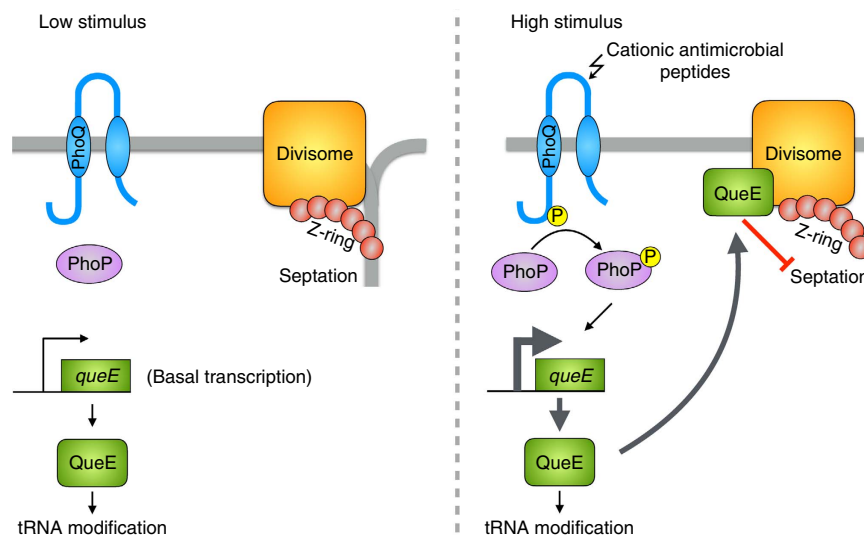 Low stimulus
PhoQ
Divisome
Z-ring
Septation
PhoP
queE
(Basal transcription)
QueE
tRNA modification
High stimulus
Cationic antimicrobial
peptides
PhoQ
Divisome
QueE
Z-ring
Septation
P
PhoP
PhoP
P
queE
QueE
tRNA modification